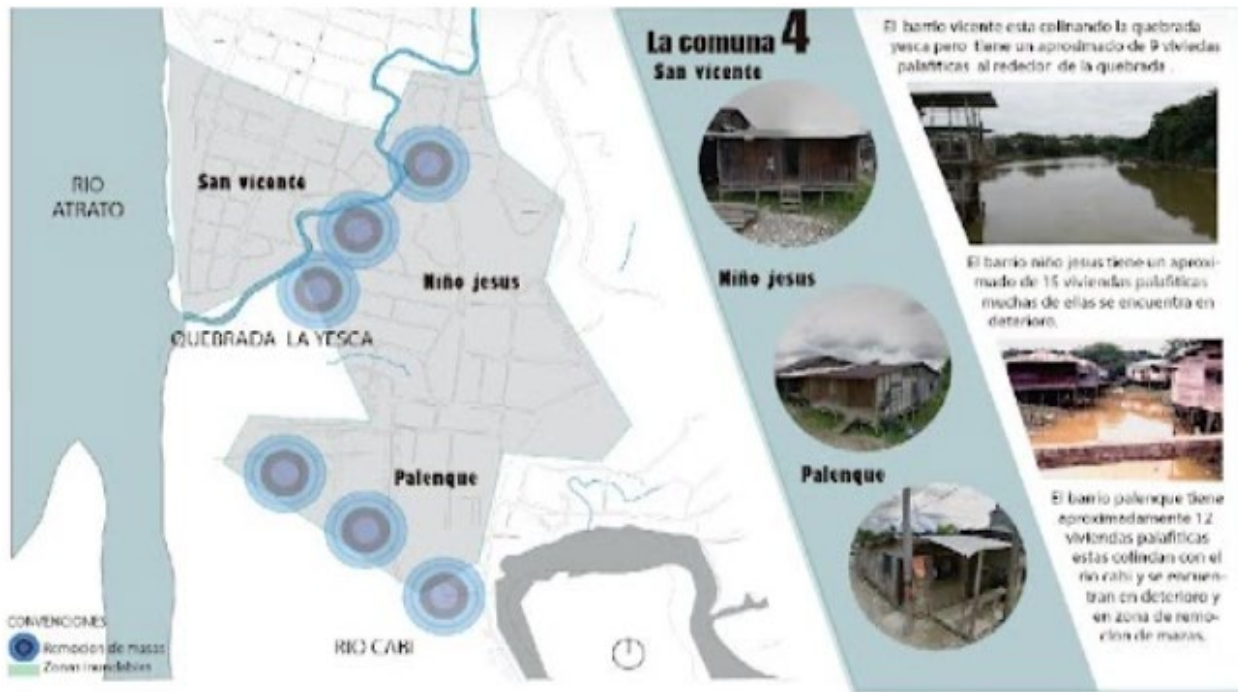 RIO
ATRATO
San vicente
Niño jesus
QUEBRADA LA YESCA
Palenque
RIO CABI
CONVENCIONES
Remocion de masas
Zonas inundables
La comuna 4
San vicente
Niño jesus
Palenque
El barrio vicente esta colinando la quebrada
yesca pero tiene un aproximado de 9 viviedas
palafiticas al rededor de la quebrada .
El barrio niño jesus tiene un aproxi-
mado de 15 viviendas palafiticas
muchas de ellas se encuentra en
deterioro.
El barrio palenque tiene
aproximadamente 12
viviendas palafiticas
estas colindan con el
rio cabi y se encuen-
tran en deterioro y
en zona de remo-
cion de mazas.